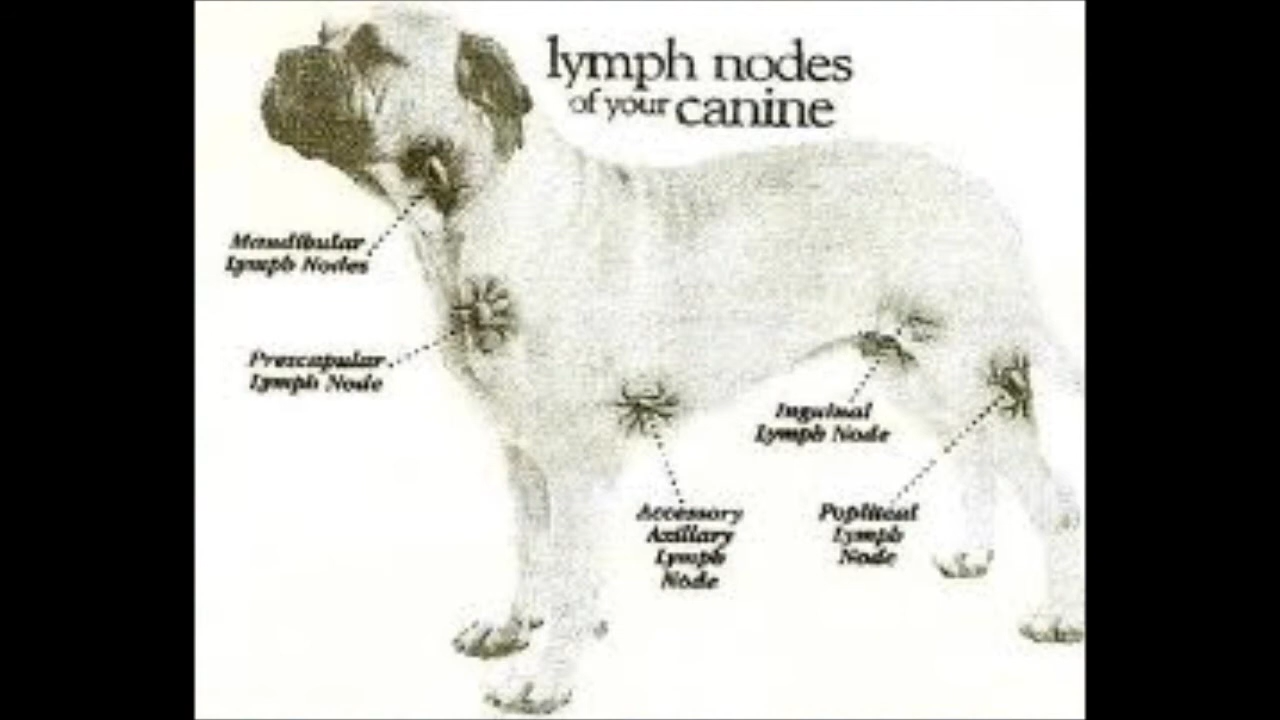 lymph nodes
of your canine
Mandibular
Lymph Nodes
Prescapular
Lymph Node
Inguinal
Lymph Node
Accessory
Axillary
Lymph
Node
Popliteal
Lymph
Node